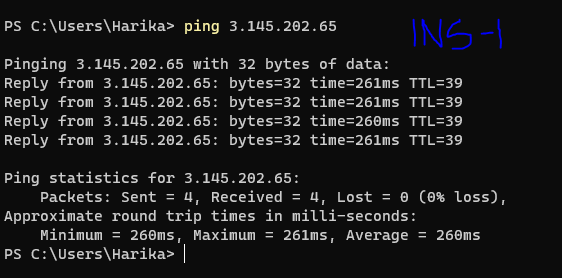 PS C:\Users\Harika> ping 3.145.202.65
INS-1
Pinging 3.145.202.65 with 32 bytes of data:
Reply from 3.145.202.65: bytes=32 time=261ms TTL=39
Reply from 3.145.202.65: bytes=32 time=261ms TTL=39
Reply from 3.145.202.65: bytes=32 time=260ms TTL=39
Reply from 3.145.202.65: bytes=32 time=261ms TTL=39
Ping statistics for 3.145.202.65:
Packets: Sent = 4, Received = 4, Lost = 0 (0% loss),
Approximate round trip times in milli-seconds:
Minimum = 260ms, Maximum = 261ms, Average = 260ms
PS C:\Users\Harika>